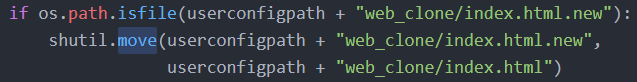 if os.path.isfile(userconfigpath + "web_clone/index.html.new"):
    shutil.move(userconfigpath + "web_clone/index.html.new",
                userconfigpath + "web_clone/index.html")